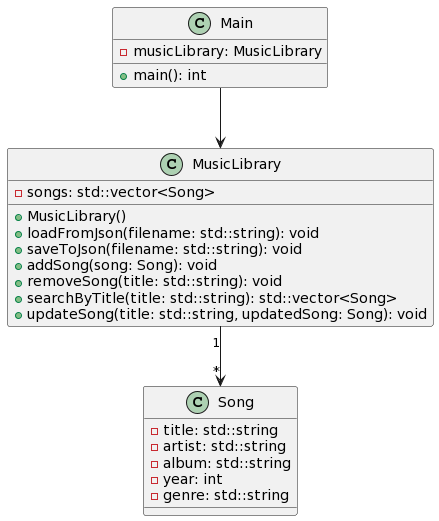 C Main
musicLibrary: MusicLibrary
main(): int
C MusicLibrary
songs: std::vector<Song>
MusicLibrary()
loadFromJson(filename: std::string): void
saveToJson(filename: std::string): void
addSong(song: Song): void
removeSong(title: std::string): void
searchByTitle(title: std::string): std::vector<Song>
updateSong(title: std::string, updatedSong: Song): void
1
*
C Song
title: std::string
artist: std::string
album: std::string
year: int
genre: std::string